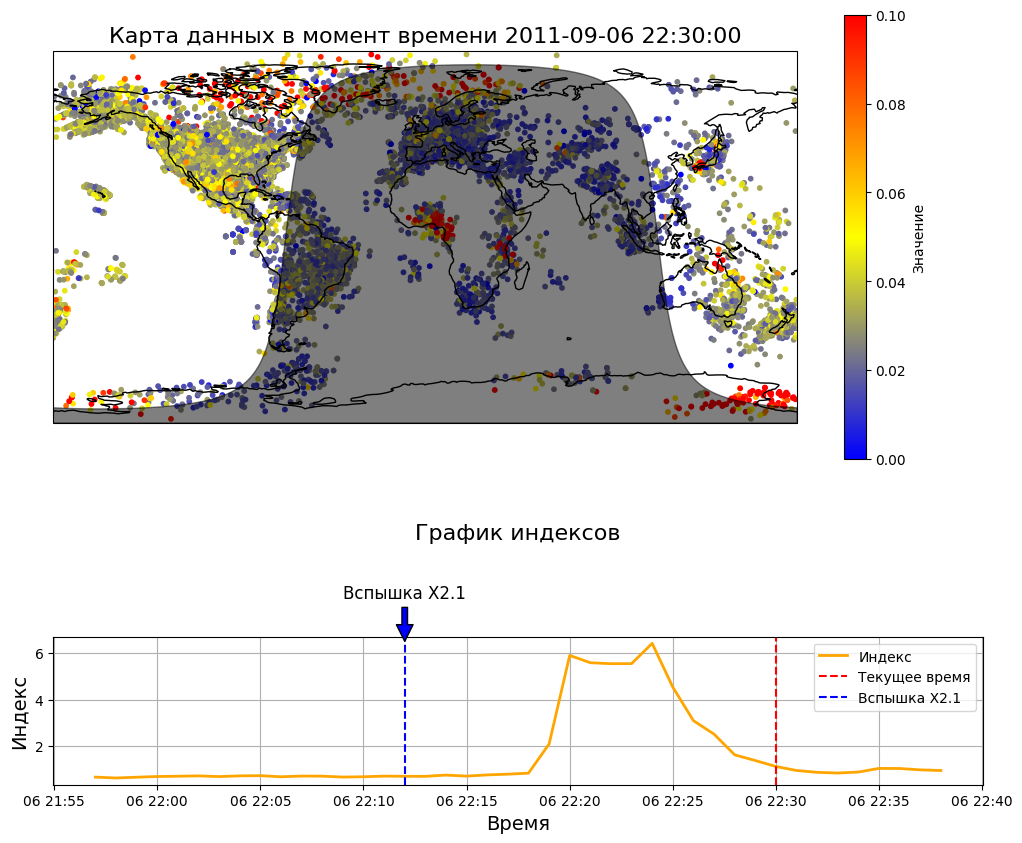 Карта данных в момент времени 2011-09-06 22:30:00
0.10
0.08
0.06
0.04
0.02
0.00
Значение
График индексов
Вспышка X2.1
6
4
2
Индекс
Индекс
Текущее время
Вспышка X2.1
06 21:55 06 22:00 06 22:05 06 22:10 06 22:15 06 22:20 06 22:25 06 22:30 06 22:35 06 22:40
Время